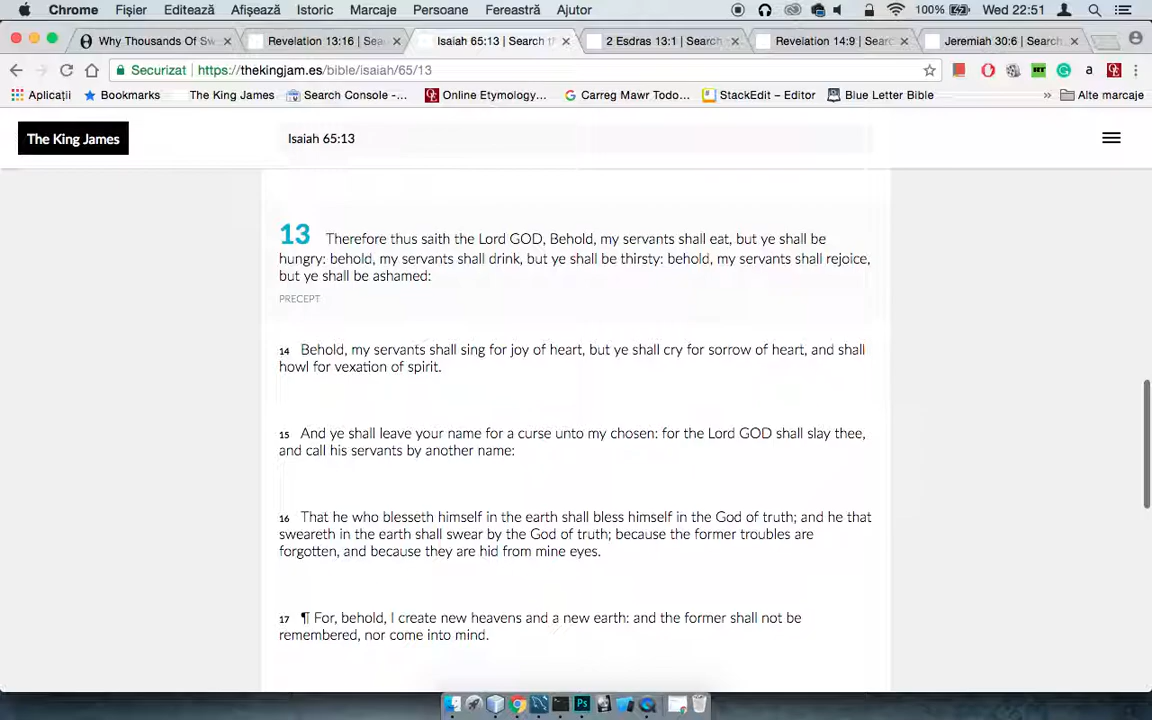 Chrome Fișier Editează Afișează Istoric Marcaje Persoane Fereastră Ajutor 100% Wed 22:51
Why Thousands Of Sw Revelation 13:16 | Sea Isaiah 65:13 | Search t 2 Esdras 13:1 | Search Revelation 14:9 | Searc Jeremiah 30:6 | Search
Securizat https://thekingjam.es/bible/isaiah/65/13
Aplicații Bookmarks The King James Search Console -... Online Etymology... Carreg Mawr Todo... StackEdit – Editor Blue Letter Bible » Alte marcaje
The King James Isaiah 65:13
13 Therefore thus saith the Lord GOD, Behold, my servants shall eat, but ye shall be
hungry: behold, my servants shall drink, but ye shall be thirsty: behold, my servants shall rejoice,
but ye shall be ashamed:
PRECEPT
14 Behold, my servants shall sing for joy of heart, but ye shall cry for sorrow of heart, and shall
howl for vexation of spirit.
15 And ye shall leave your name for a curse unto my chosen: for the Lord GOD shall slay thee,
and call his servants by another name:
16 That he who blesseth himself in the earth shall bless himself in the God of truth; and he that
sweareth in the earth shall swear by the God of truth; because the former troubles are
forgotten, and because they are hid from mine eyes.
17 ¶ For, behold, I create new heavens and a new earth: and the former shall not be
remembered, nor come into mind.